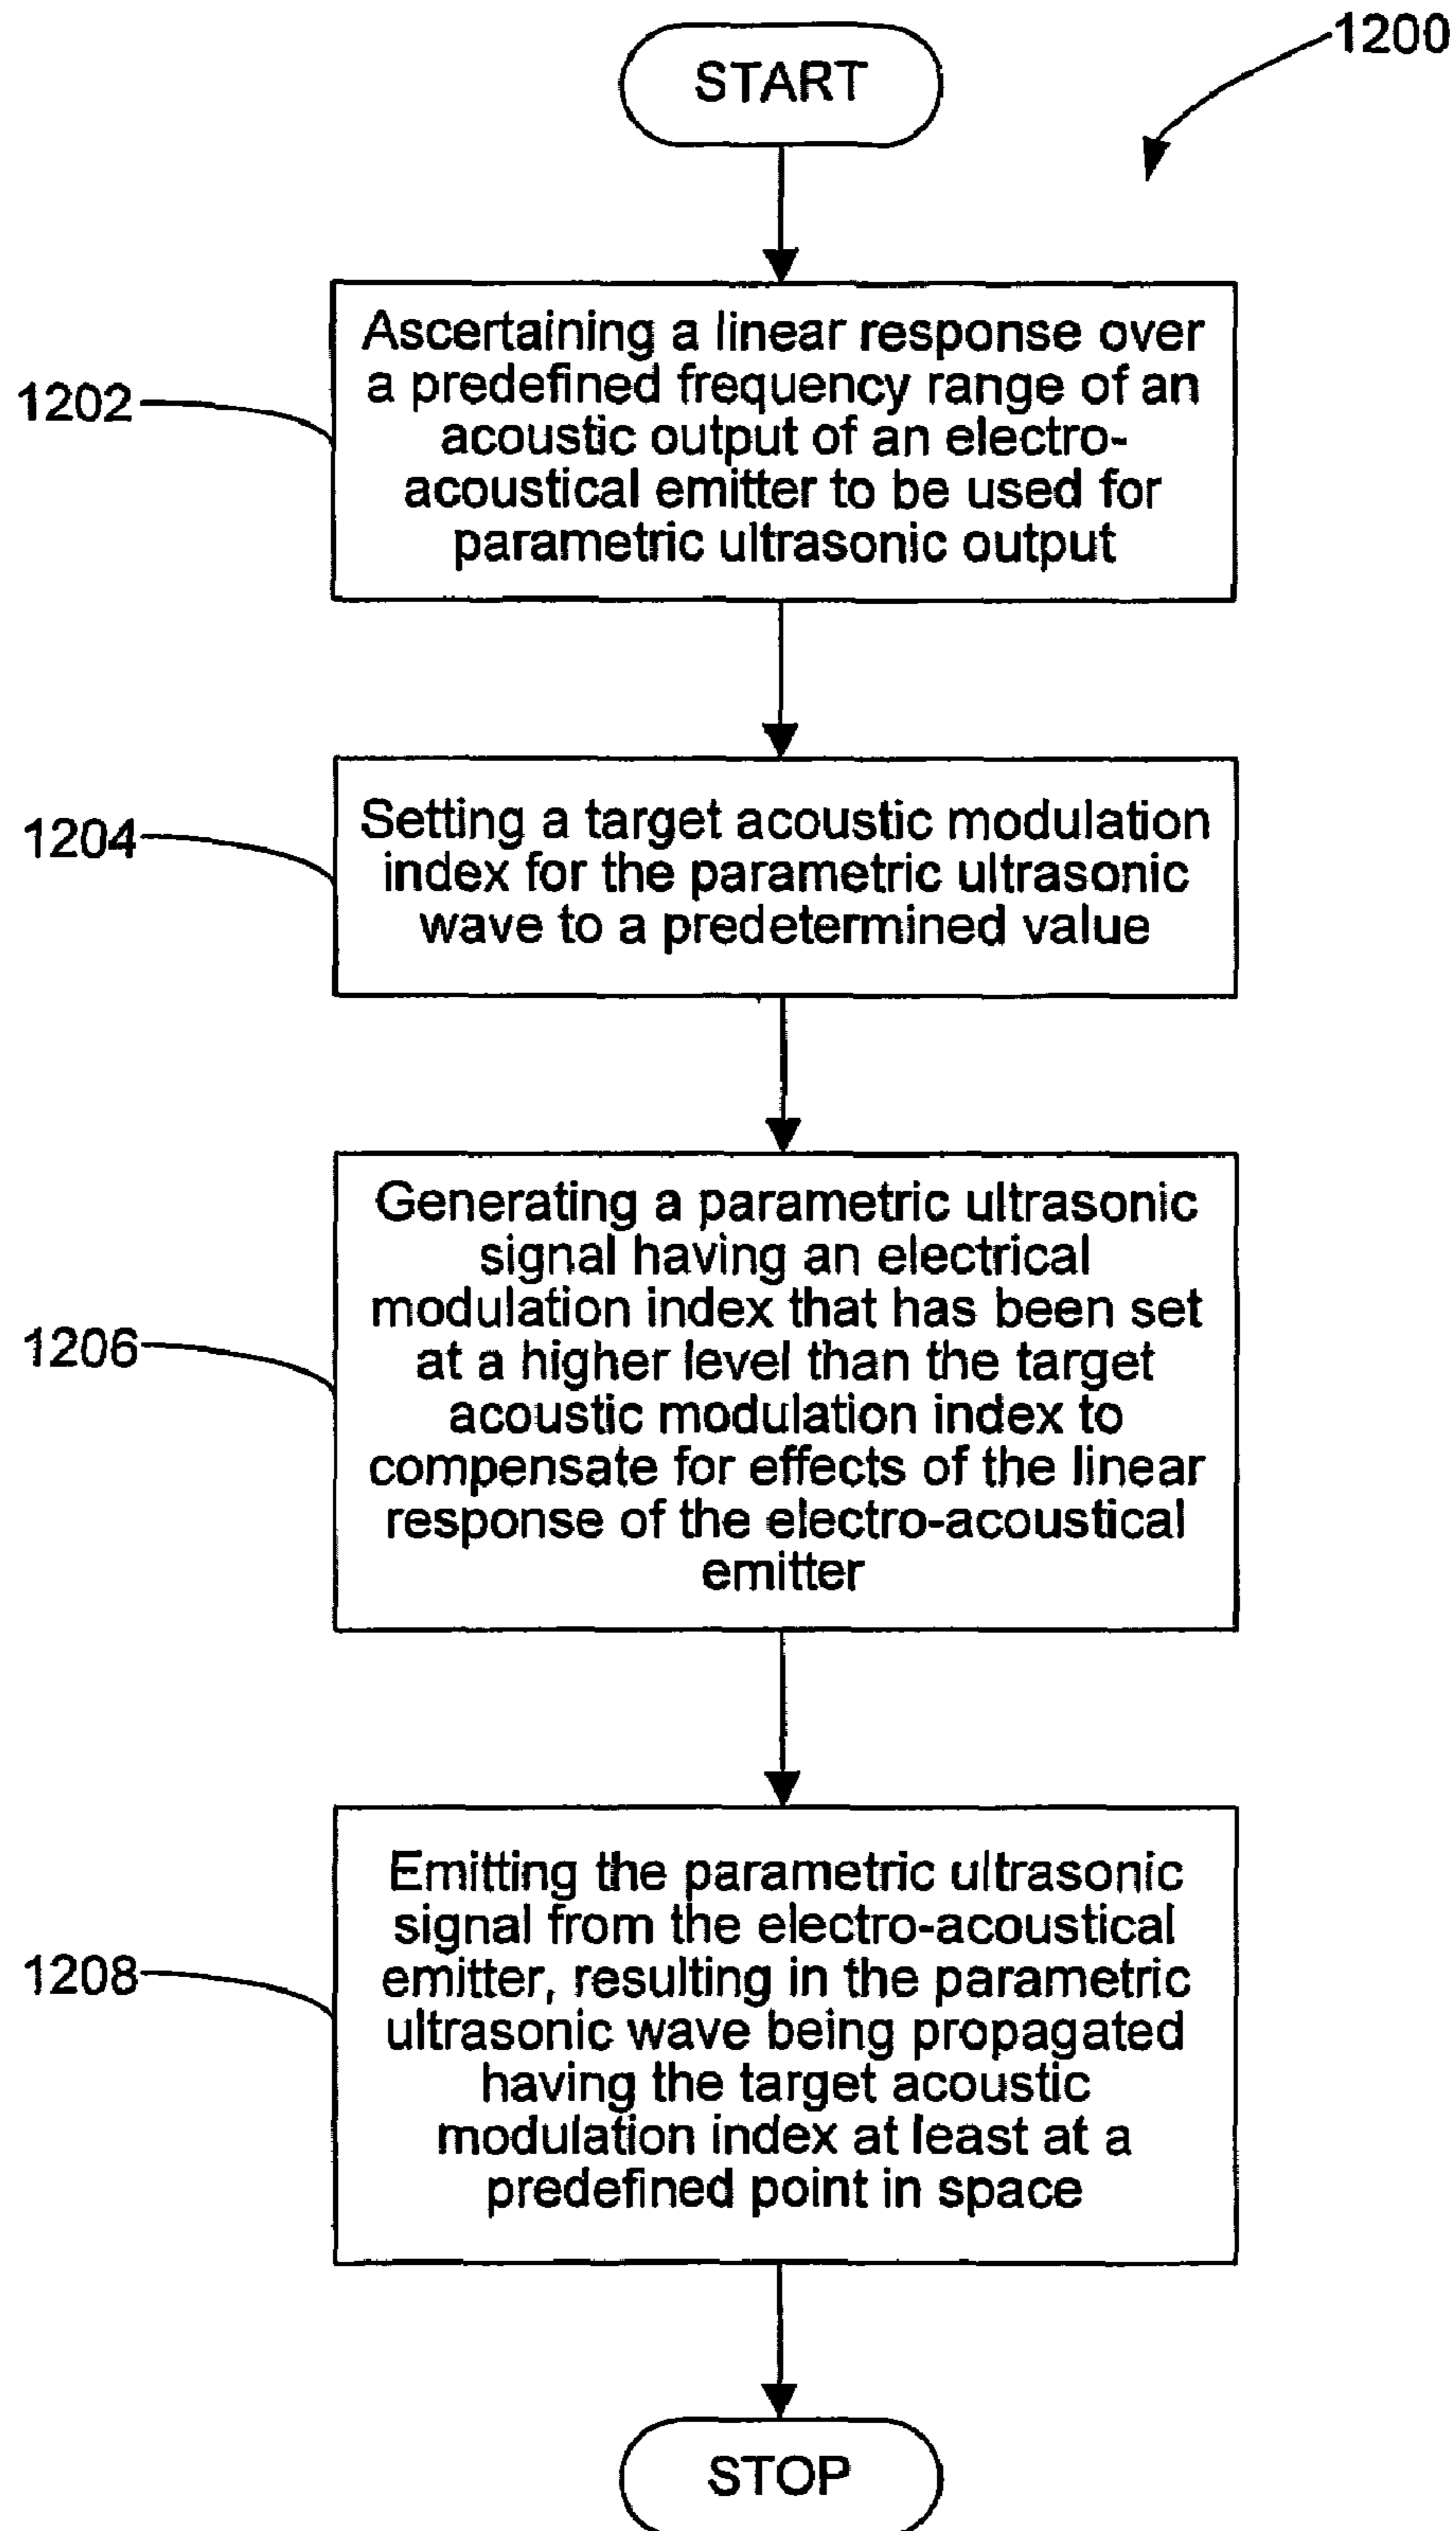 1200
START
1202
Ascertaining a linear response over
a predefined frequency range of an
acoustic output of an electro-
acoustical emitter to be used for
parametric ultrasonic output
1204
Setting a target acoustic modulation
index for the parametric ultrasonic
wave to a predetermined value
1206
Generating a parametric ultrasonic
signal having an electrical
modulation index that has been set
at a higher level than the target
acoustic modulation index to
compensate for effects of the linear
response of the electro-acoustical
emitter
1208
Emitting the parametric ultrasonic
signal from the electro-acoustical
emitter, resulting in the parametric
ultrasonic wave being propagated
having the target acoustic
modulation index at least at a
predefined point in space
STOP